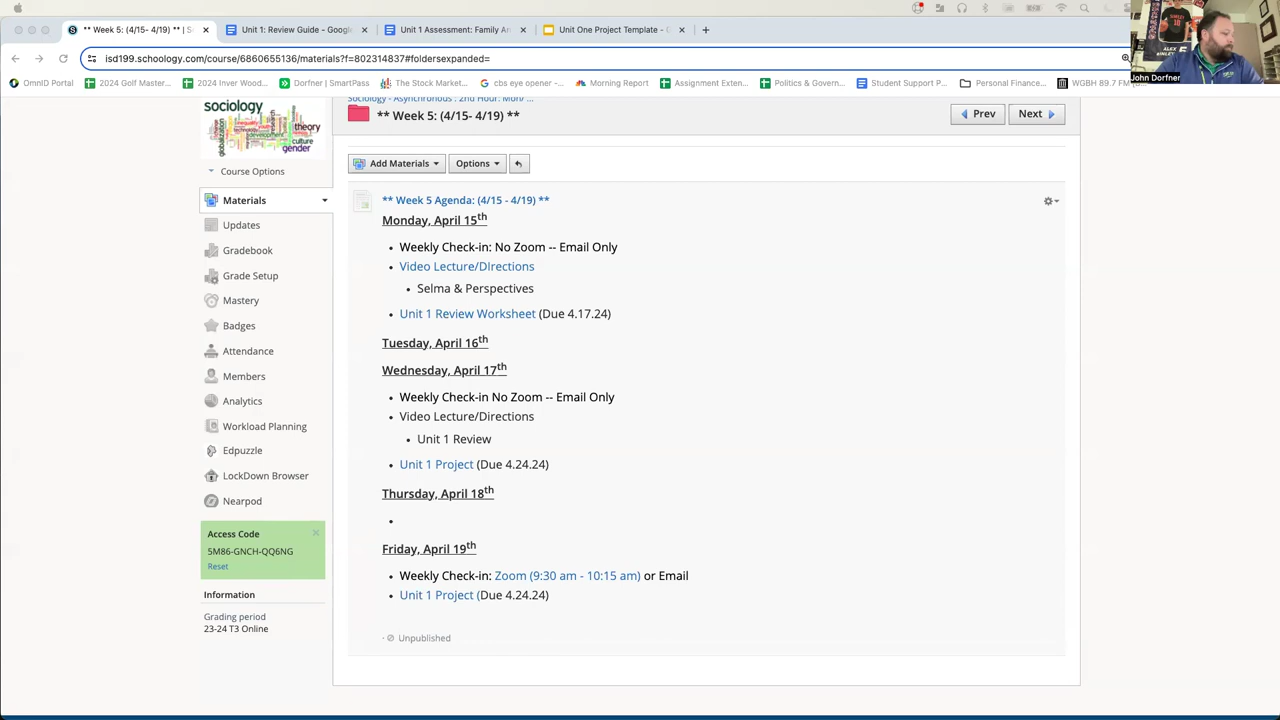 ** Week 5: (4/15- 4/19) ** | S
Unit 1: Review Guide - Googl
Unit 1 Assessment: Family An
Unit One Project Template - G
isd199.schoology.com/course/6860655136/materials?f=802314837#foldersexpanded=
OmnID Portal
2024 Golf Master...
2024 Inver Wood...
Dorfner | SmartPass
The Stock Market...
cbs eye opener -...
Morning Report
Assignment Exten...
Politics & Govern...
Student Support P...
Personal Finance...
WGBH 89.7 FM
John Dorfner
sociology
theory
culture
gender
globalization
Sociology - Asynchronous : 2nd Hour: Mon/ ...
** Week 5: (4/15- 4/19) **
Prev
Next
Course Options
Materials
Updates
Gradebook
Grade Setup
Mastery
Badges
Attendance
Members
Analytics
Workload Planning
Edpuzzle
LockDown Browser
Nearpod
Access Code
5M86-GNCH-QQ6NG
Reset
Information
Grading period
23-24 T3 Online
Add Materials
Options
** Week 5 Agenda: (4/15 - 4/19) **
Monday, April 15th
• Weekly Check-in: No Zoom -- Email Only
• Video Lecture/DIrections
• Selma & Perspectives
• Unit 1 Review Worksheet (Due 4.17.24)
Tuesday, April 16th
Wednesday, April 17th
• Weekly Check-in No Zoom -- Email Only
• Video Lecture/Directions
• Unit 1 Review
• Unit 1 Project (Due 4.24.24)
Thursday, April 18th
•
Friday, April 19th
• Weekly Check-in: Zoom (9:30 am - 10:15 am) or Email
• Unit 1 Project (Due 4.24.24)
· Unpublished